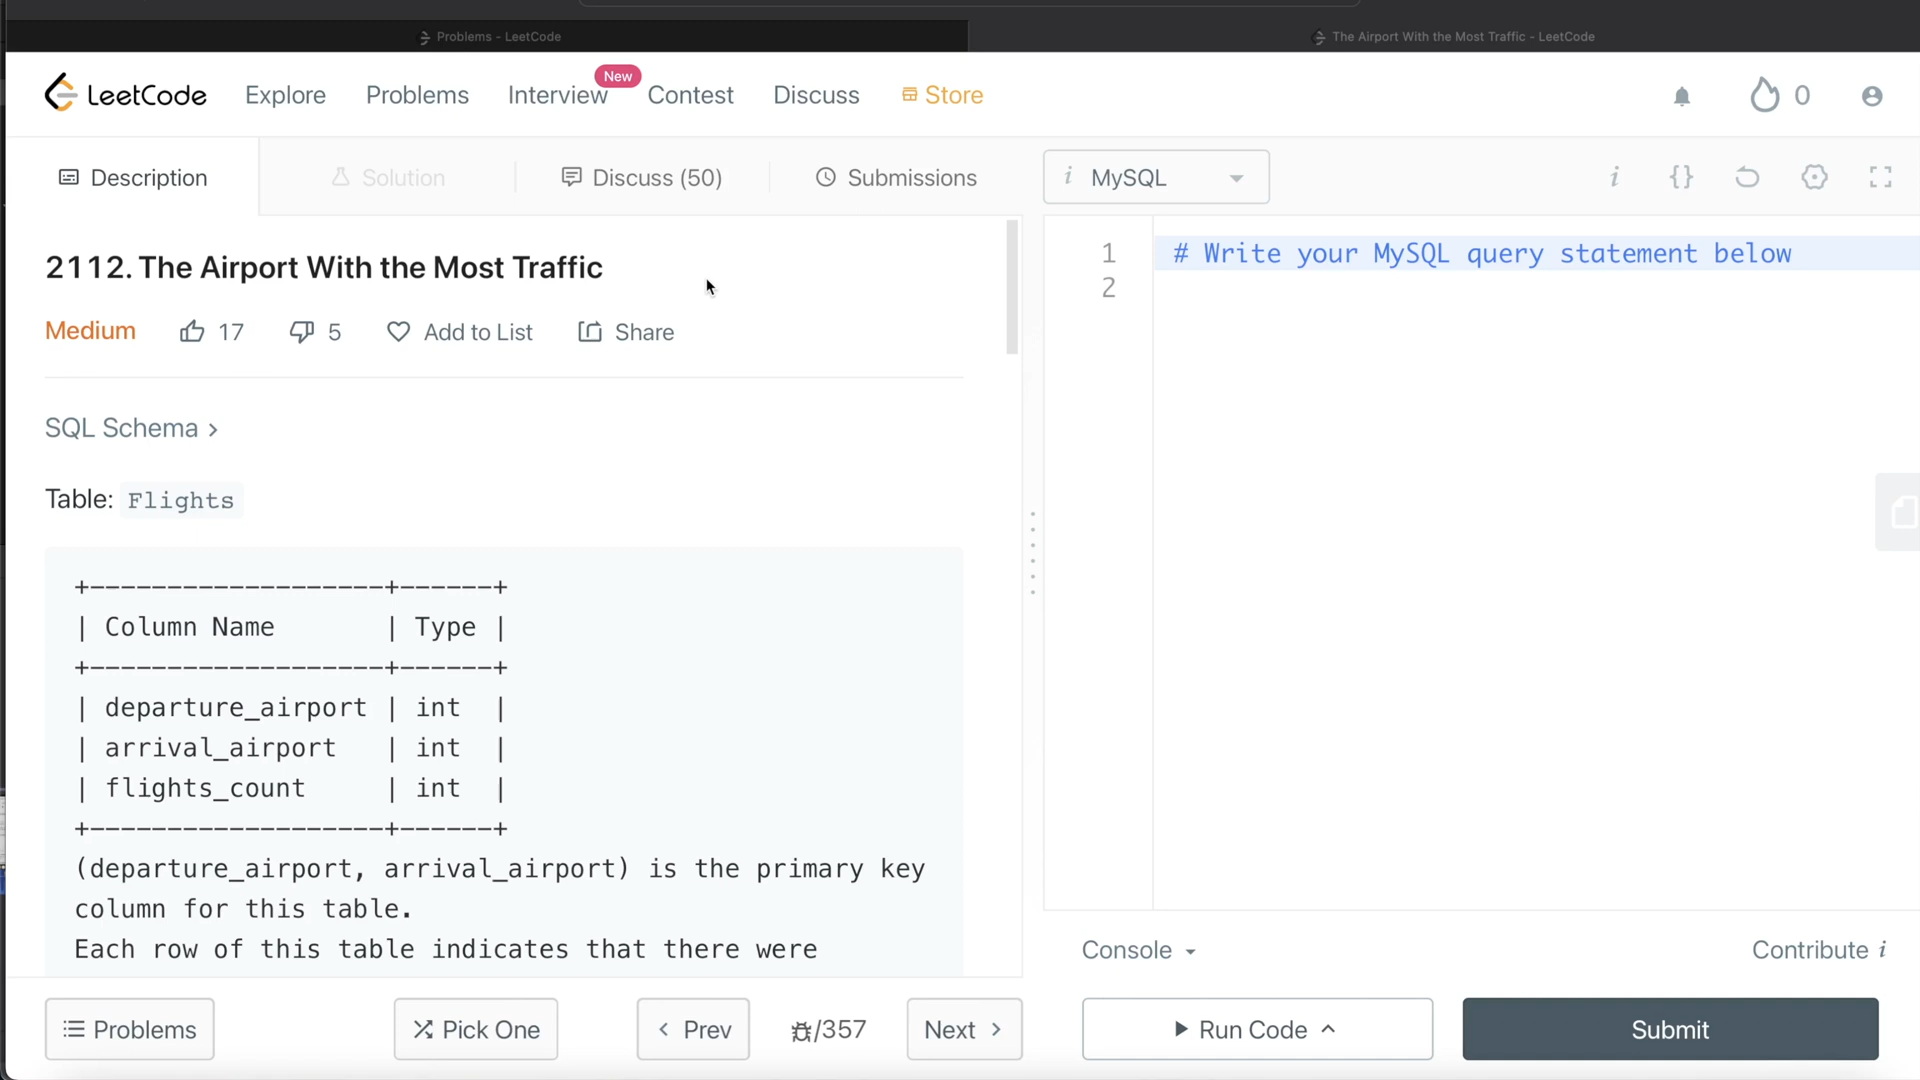 Problems - LeetCode
The Airport With the Most Traffic - LeetCode
LeetCode Explore Problems Interview New Contest Discuss Store 0
Description Solution Discuss (50) Submissions
i MySQL i {}
2112. The Airport With the Most Traffic
Medium 17 5 Add to List Share
SQL Schema >
Table: Flights
+-------------------+------+
| Column Name       | Type |
+-------------------+------+
| departure_airport | int  |
| arrival_airport   | int  |
| flights_count     | int  |
+-------------------+------+
(departure_airport, arrival_airport) is the primary key
column for this table.
Each row of this table indicates that there were
1 # Write your MySQL query statement below
2
Console Contribute i
Problems Pick One < Prev /357 Next > Run Code Submit